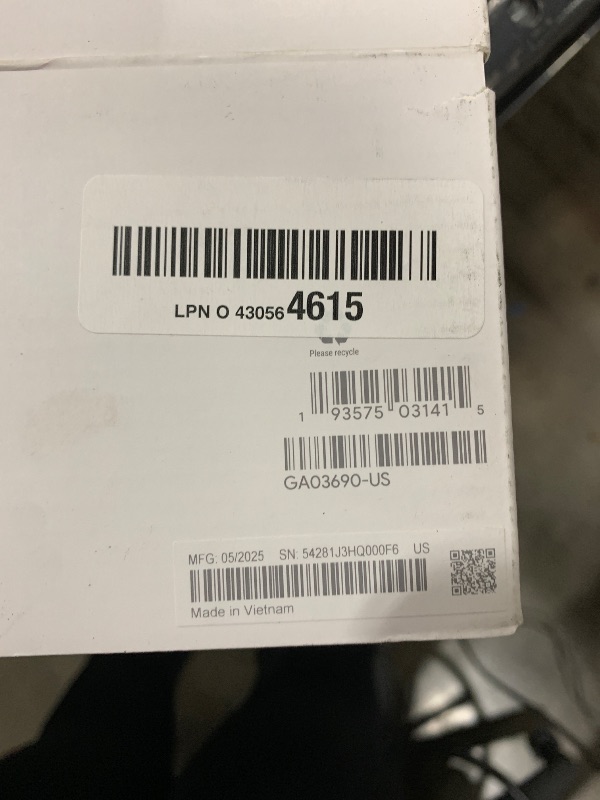 LPN O 430564615
Please recycle
1 93575 03141 5
GA03690-US
MFG: 05/2025 SN: 54281J3HQ000F6 US
Made in Vietnam